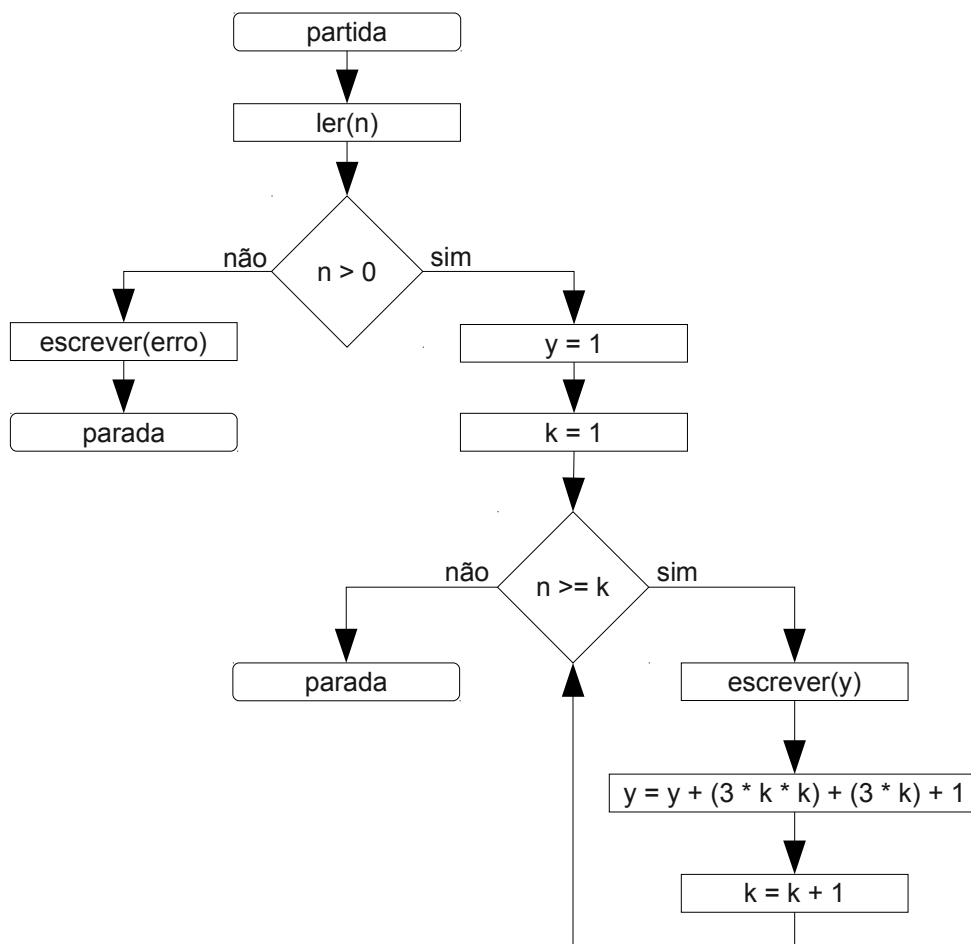 partida
ler(n)
não
n > 0
sim
escrever(erro)
y = 1
parada
k = 1
não
n >= k
sim
parada
escrever(y)
y = y + (3 * k * k) + (3 * k) + 1
k = k + 1